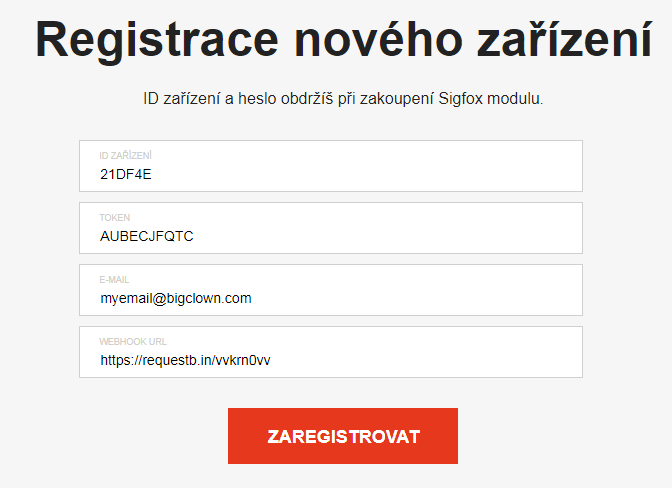 Registrace nového zařízení
ID zařízení a heslo obdržíš při zakoupení Sigfox modulu.
ID ZAŘÍZENÍ
21DF4E
TOKEN
AUBECJFQTC
E-MAIL
myemail@bigclown.com
WEBHOOK URL
https://requestb.in/vvkrn0vv
ZAREGISTROVAT